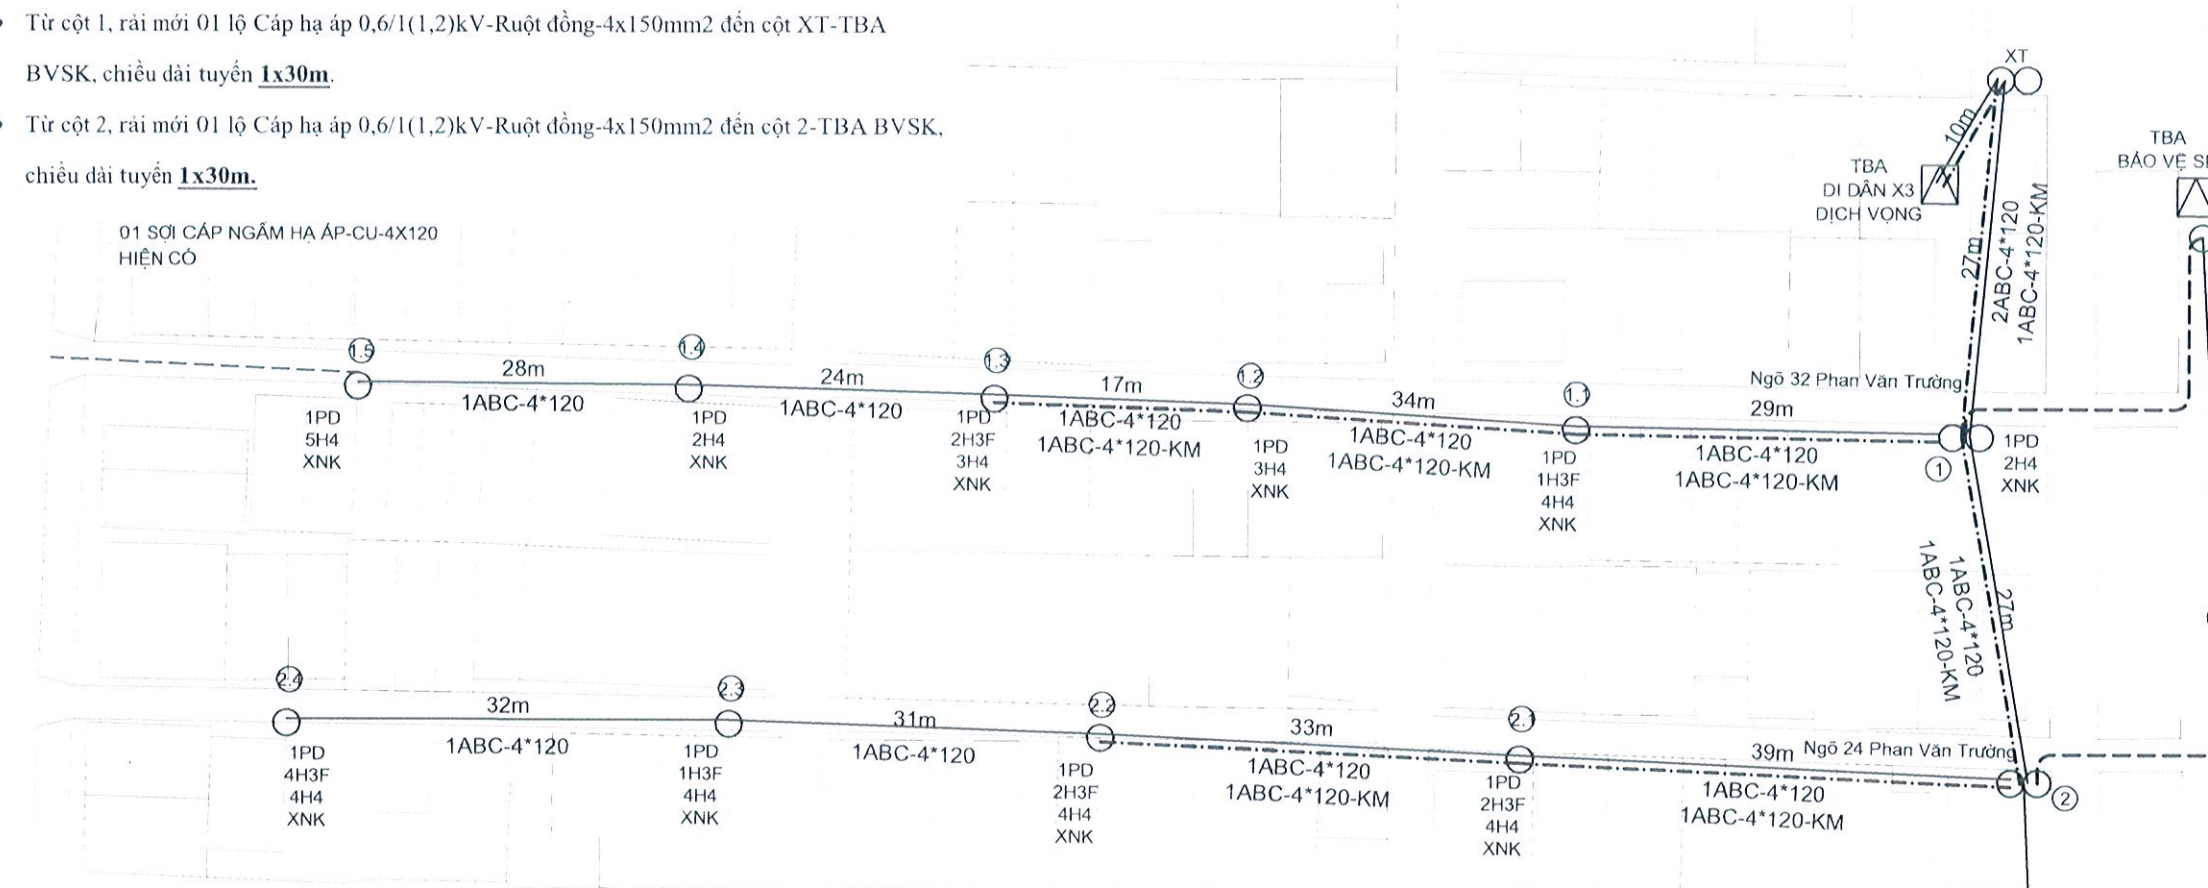 Từ cột 1, rải mới 01 lộ Cáp hạ áp 0,6/1(1,2)kV-Ruột đồng-4x150mm2 đến cột XT-TBA
BVSK, chiều dài tuyến 1x30m.
Từ cột 2, rải mới 01 lộ Cáp hạ áp 0,6/1(1,2)kV-Ruột đồng-4x150mm2 đến cột 2-TBA BVSK,
chiều dài tuyến 1x30m.
01 SỢI CÁP NGẦM HẠ ÁP-CU-4X120
HIỆN CÓ
XT
10m
TBA
DI DÂN X3
DỊCH VỌNG
TBA
BẢO VỆ
27m
2ABC-4*120
1ABC-4*120-KM
Ngõ 32 Phan Văn Trường
1.5
28m
1ABC-4*120
1.4
24m
1ABC-4*120
1.3
17m
1ABC-4*120
1ABC-4*120-KM
1.2
34m
1ABC-4*120
1ABC-4*120-KM
1.1
29m
1ABC-4*120
1ABC-4*120-KM
1
1PD
5H4
XNK
1PD
2H4
XNK
1PD
2H3F
3H4
XNK
1PD
3H4
XNK
1PD
1H3F
4H4
XNK
1PD
2H4
XNK
27m
1ABC-4*120
1ABC-4*120-KM
2.4
32m
1ABC-4*120
2.3
31m
1ABC-4*120
2.2
33m
1ABC-4*120
1ABC-4*120-KM
2.1
39m
Ngõ 24 Phan Văn Trường
1ABC-4*120
1ABC-4*120-KM
2
1PD
4H3F
4H4
XNK
1PD
1H3F
4H4
XNK
1PD
2H3F
4H4
XNK
1PD
2H3F
4H4
XNK